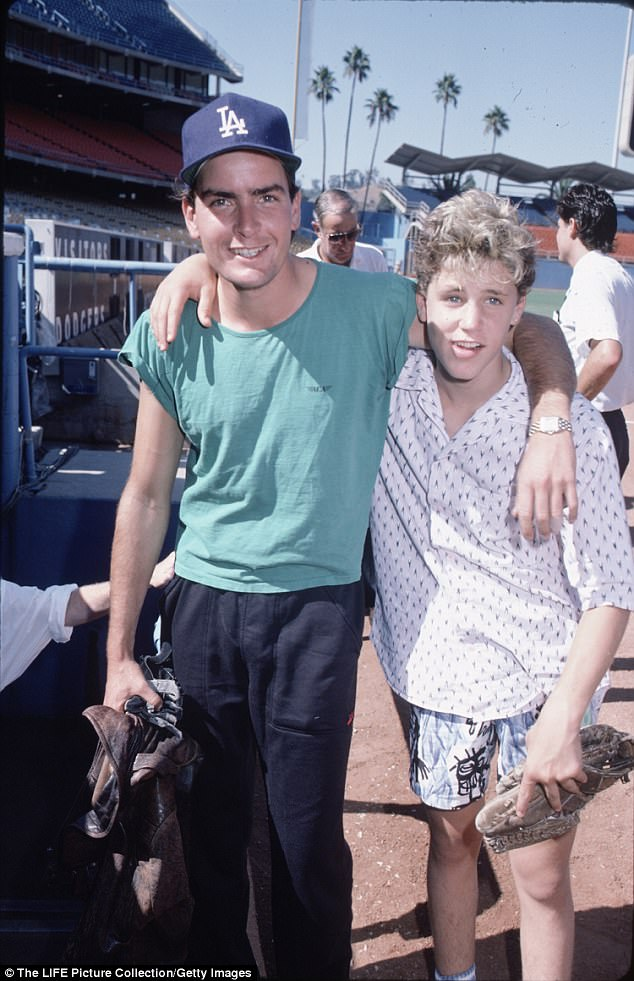 LA
VISITORS
DODGERS
© The LIFE Picture Collection/Getty Images